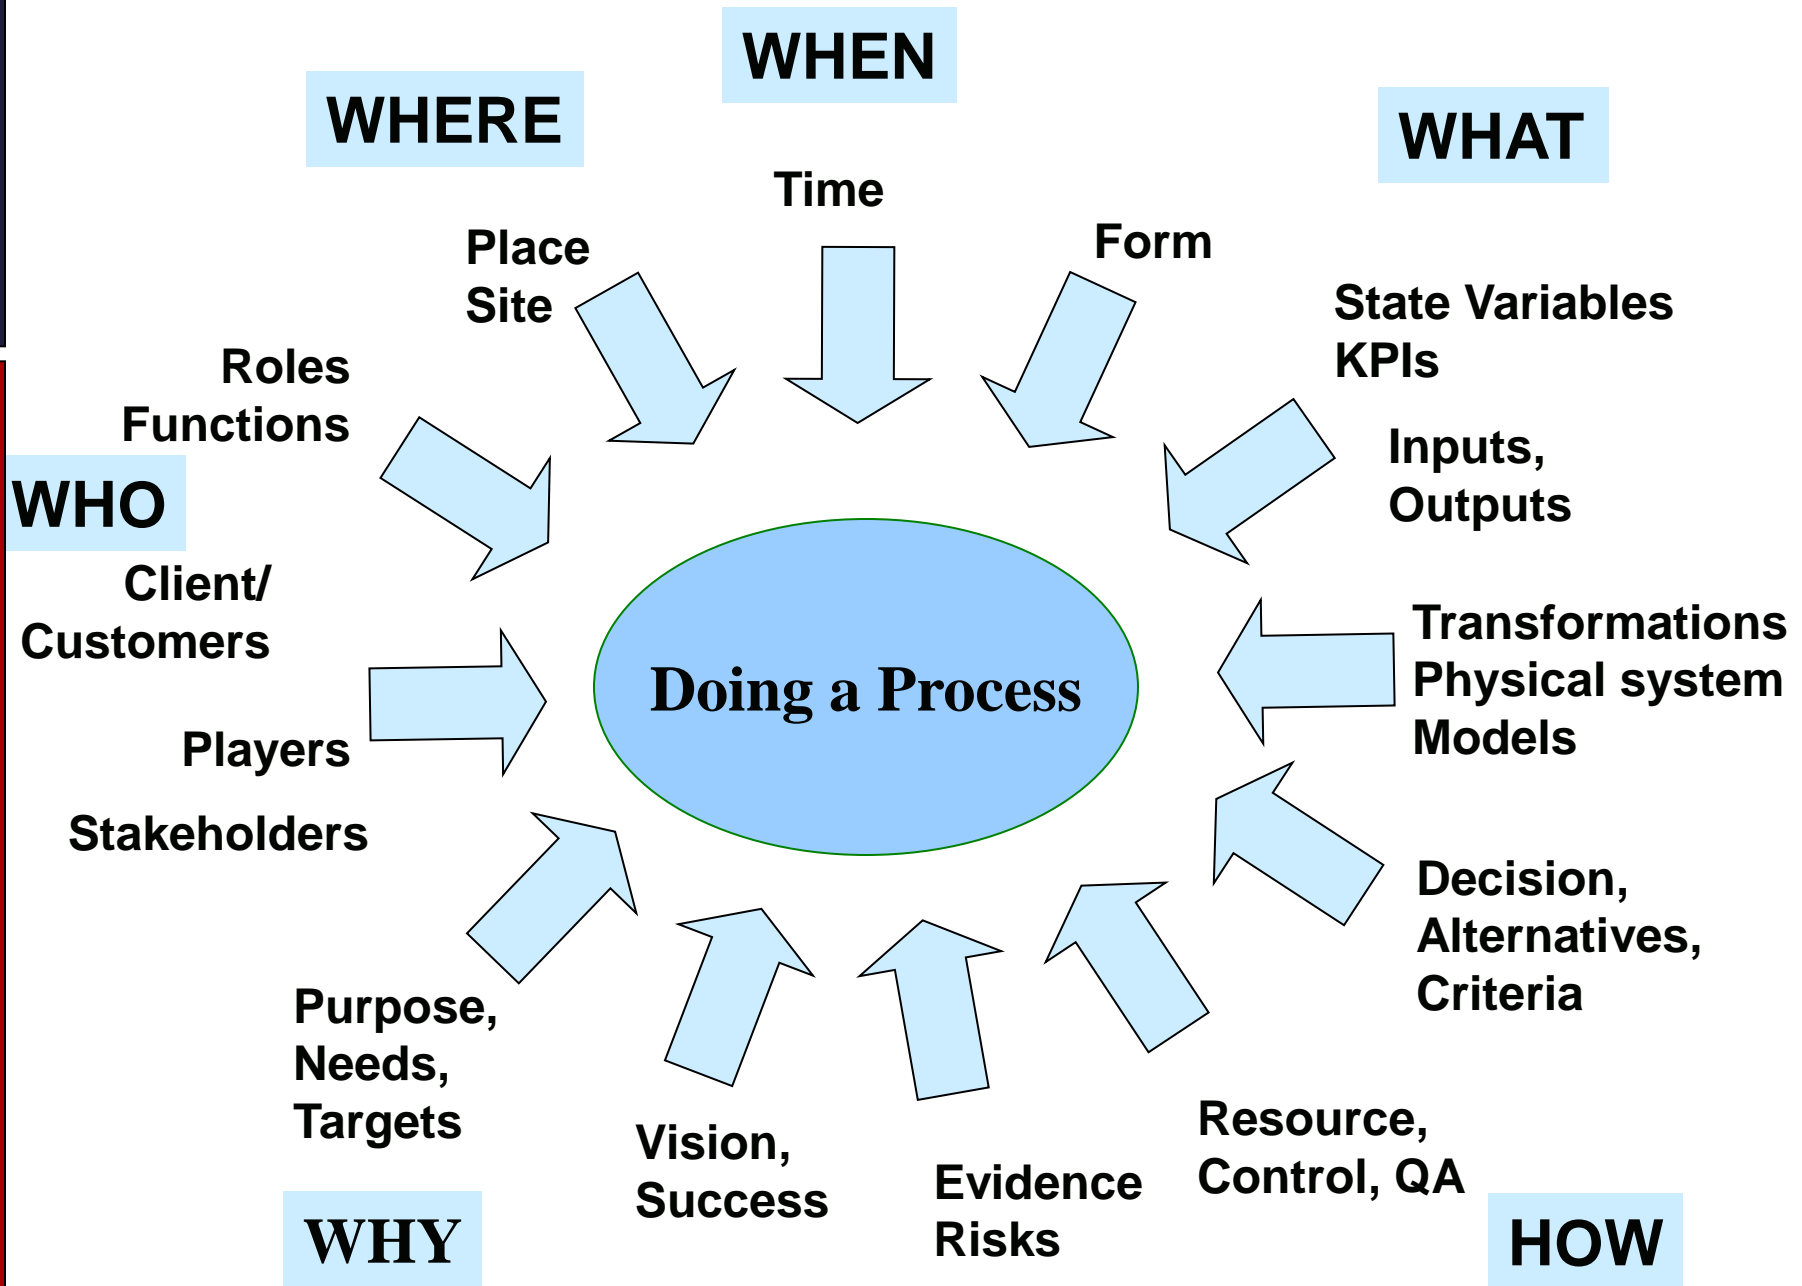 WHEN
WHERE
WHAT
Time
Place
Site
Form
State Variables
KPIs
Roles
Functions
Inputs,
Outputs
WHO
Client/
Customers
Transformations
Physical system
Models
Doing a Process
Players
Stakeholders
Decision,
Alternatives,
Criteria
Purpose,
Needs,
Targets
Vision,
Success
Evidence
Risks
Resource,
Control, QA
WHY
HOW